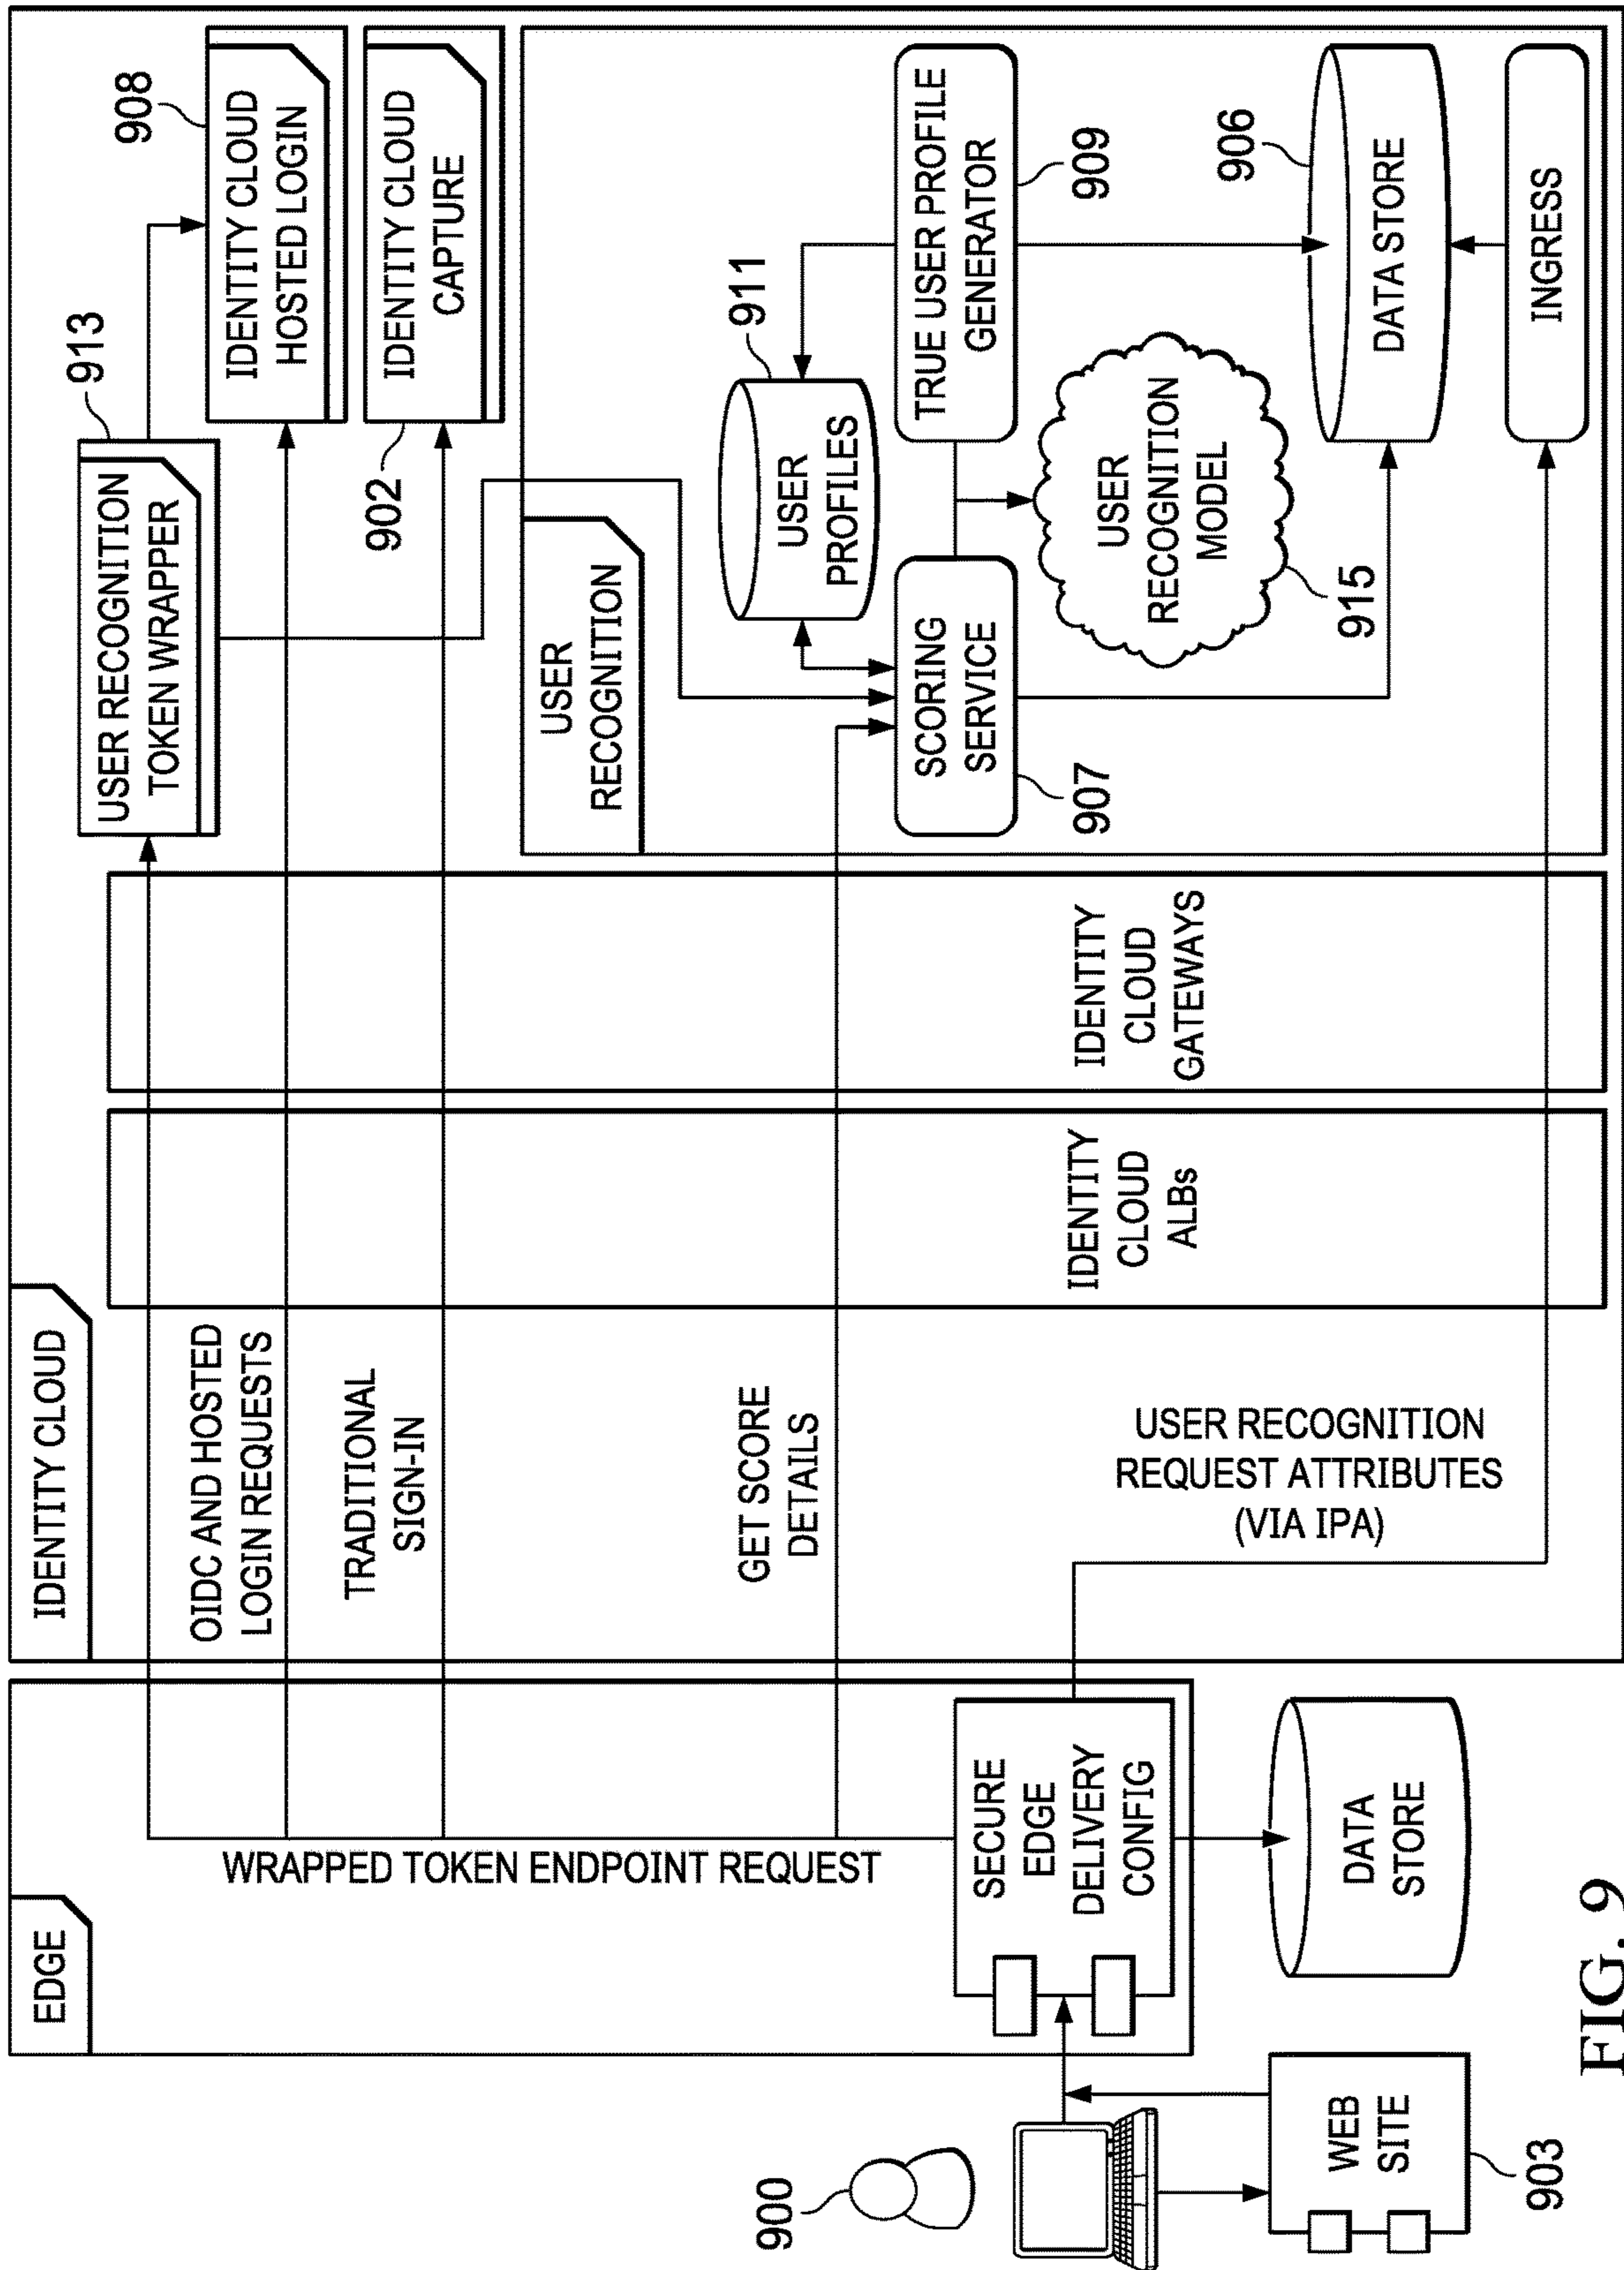 EDGE
WRAPPED TOKEN ENDPOINT REQUEST
SECURE
EDGE
DELIVERY
CONFIG
DATA
STORE
900
WEB
SITE
903
IDENTITY CLOUD
OIDC AND HOSTED
LOGIN REQUESTS
TRADITIONAL
SIGN-IN
GET SCORE
DETAILS
USER RECOGNITION
REQUEST ATTRIBUTES
(VIA IPA)
IDENTITY
CLOUD
ALBs
IDENTITY
CLOUD
GATEWAYS
USER RECOGNITION
TOKEN WRAPPER
913
IDENTITY CLOUD
HOSTED LOGIN
908
IDENTITY CLOUD
CAPTURE
902
USER
RECOGNITION
USER
PROFILES
911
SCORING
SERVICE
907
TRUE USER PROFILE
GENERATOR
909
USER
RECOGNITION
MODEL
915
DATA STORE
906
INGRESS
FIG. 9